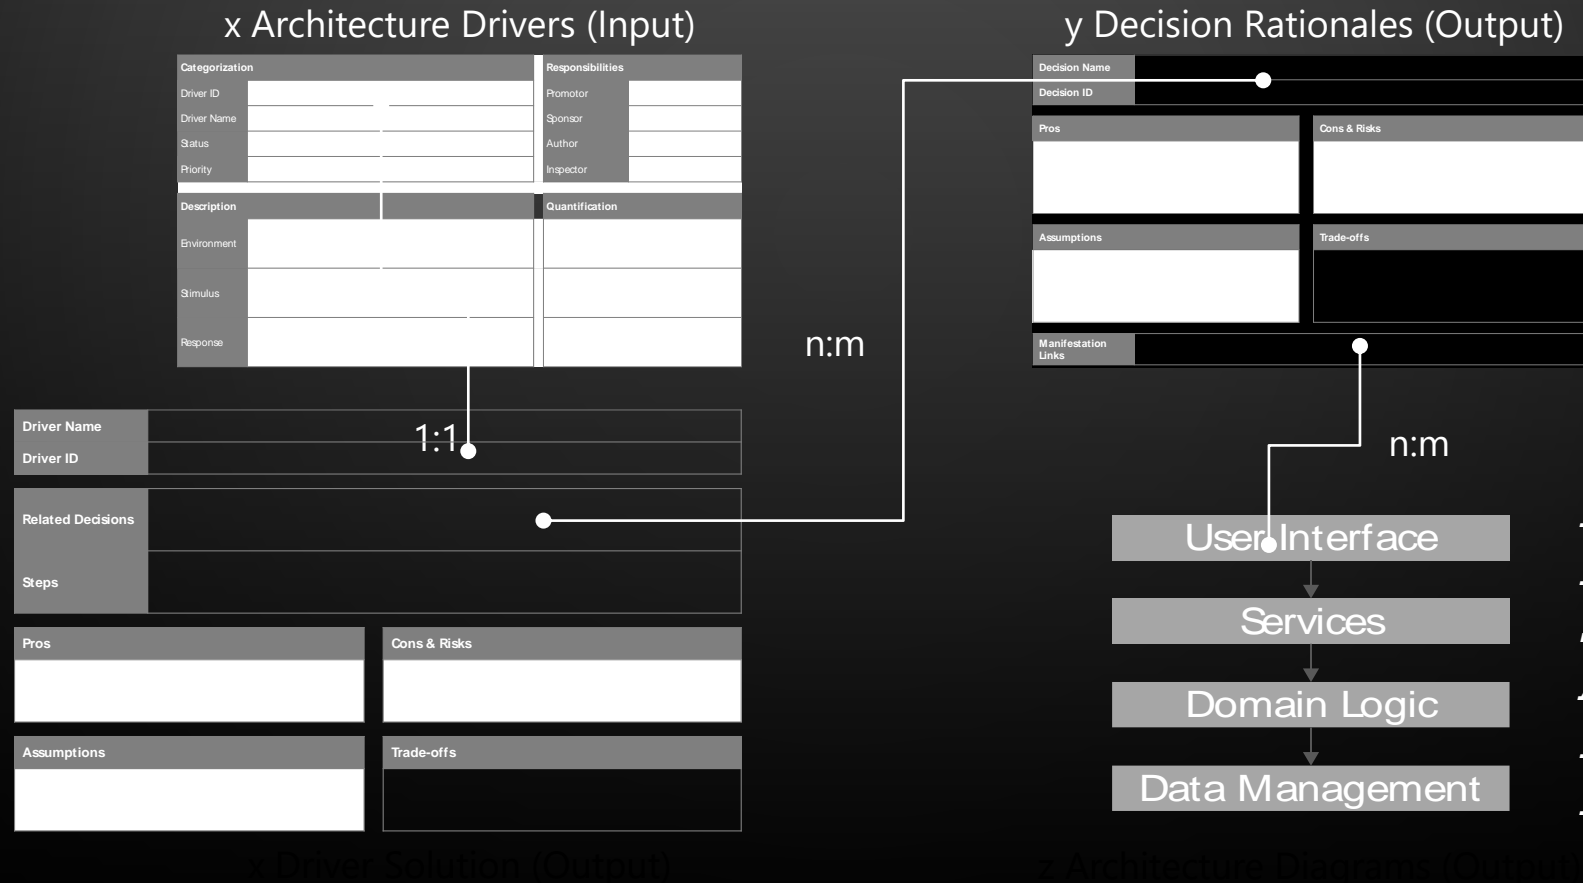 x Architecture Drivers (Input)
Categorization
Responsibilities
Driver ID
Promotor
Driver Name
Sponsor
Status
Author
Priority
Inspector
Description
Quantification
Environment
Stimulus
Response
1:1
Driver Name
Driver ID
Related Decisions
Steps
Pros
Cons & Risks
Assumptions
Trade-offs
x Driver Solution (Output)
n:m
y Decision Rationales (Output)
Decision Name
Decision ID
Pros
Cons & Risks
Assumptions
Trade-offs
Manifestation
Links
n:m
User Interface
Services
Domain Logic
Data Management
z Architecture Diagrams (Output)